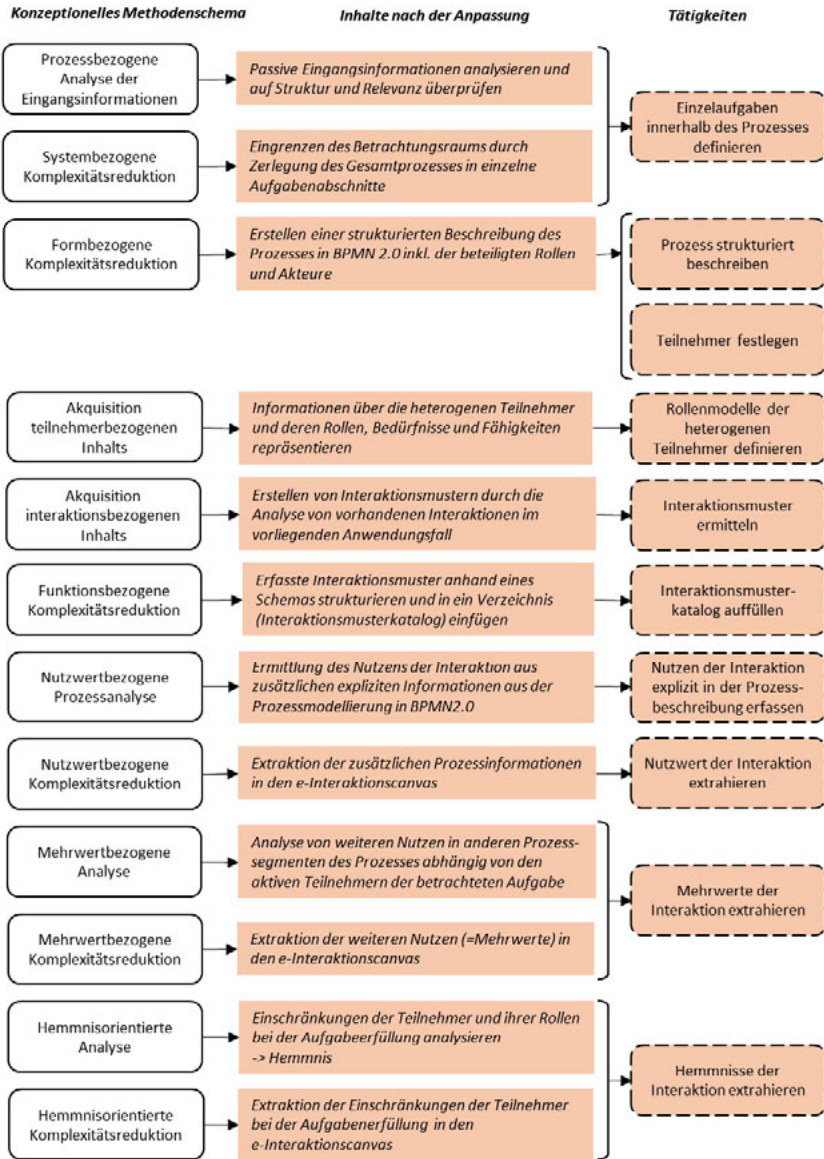 Konzeptionelles Methodenschema
Inhalte nach der Anpassung
Tätigkeiten
Prozessbezogene
Analyse der
Eingangsinformationen
Passive Eingangsinformationen analysieren und
auf Struktur und Relevanz überprüfen
Einzelaufgaben
innerhalb des Prozesses
definieren
Systembezogene
Komplexitätsreduktion
Eingrenzen des Betrachtungsraums durch
Zerlegung des Gesamtprozesses in einzelne
Aufgabenabschnitte
Formbezogene
Komplexitätsreduktion
Erstellen einer strukturierten Beschreibung des
Prozesses in BPMN 2.0 inkl. der beteiligten Rollen
und Akteure
Prozess strukturiert
beschreiben
Teilnehmer festlegen
Akquisition
teilnehmerbezogenen
Inhalts
Informationen über die heterogenen Teilnehmer
und deren Rollen, Bedürfnisse und Fähigkeiten
repräsentieren
Rollenmodelle der
heterogenen
Teilnehmer definieren
Akquisition
interaktionsbezogenen
Inhalts
Erstellen von Interaktionsmustern durch die
Analyse von vorhandenen Interaktionen im
vorliegenden Anwendungsfall
Interaktionsmuster
ermitteln
Funktionsbezogene
Komplexitätsreduktion
Erfasste Interaktionsmuster anhand eines
Schemas strukturieren und in ein Verzeichnis
(Interaktionsmusterkatalog) einfügen
Interaktionsmuster-
katalog auffüllen
Nutzwertbezogene
Prozessanalyse
Ermittlung des Nutzens der Interaktion aus
zusätzlichen expliziten Informationen aus der
Prozessmodellierung in BPMN2.0
Nutzen der Interaktion
explizit in der Prozess-
beschreibung erfassen
Nutzwertbezogene
Komplexitätsreduktion
Extraktion der zusätzlichen Prozessinformationen
in den e-Interaktionscanvas
Nutzwert der Interaktion
extrahieren
Mehrwertbezogene
Analyse
Analyse von weiteren Nutzen in anderen Prozess-
segmenten des Prozesses abhängig von den
aktiven Teilnehmern der betrachteten Aufgabe
Mehrwerte der
Interaktion extrahieren
Mehrwertbezogene
Komplexitätsreduktion
Extraktion der weiteren Nutzen (=Mehrwerte) in
den e-Interaktionscanvas
Hemmnisorientierte
Analyse
Einschränkungen der Teilnehmer und ihrer Rollen
bei der Aufgabeerfüllung analysieren
-> Hemmnis
Hemmnisse der
Interaktion extrahieren
Hemmnisorientierte
Komplexitätsreduktion
Extraktion der Einschränkungen der Teilnehmer
bei der Aufgabenerfüllung in den
e-Interaktionscanvas